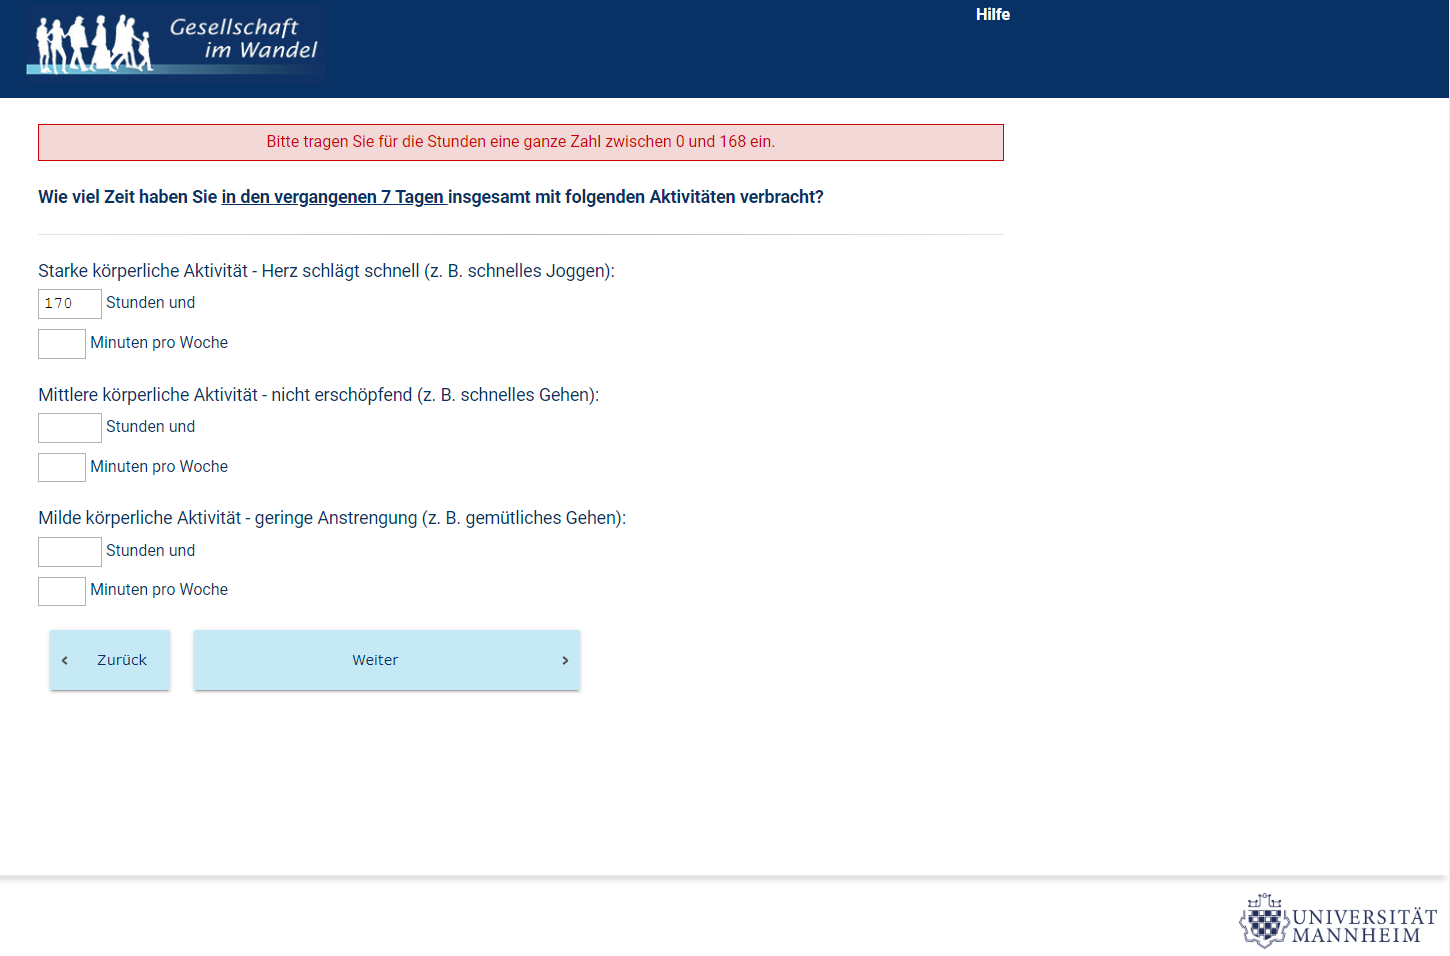 Gesellschaft
im Wandel
Hilfe
Bitte tragen Sie für die Stunden eine ganze Zahl zwischen 0 und 168 ein.
Wie viel Zeit haben Sie in den vergangenen 7 Tagen insgesamt mit folgenden Aktivitäten verbracht?
Starke körperliche Aktivität - Herz schlägt schnell (z. B. schnelles Joggen):
170 Stunden und
Minuten pro Woche
Mittlere körperliche Aktivität - nicht erschöpfend (z. B. schnelles Gehen):
Stunden und
Minuten pro Woche
Milde körperliche Aktivität - geringe Anstrengung (z. B. gemütliches Gehen):
Stunden und
Minuten pro Woche
‹ Zurück Weiter ›
UNIVERSITÄT
MANNHEIM